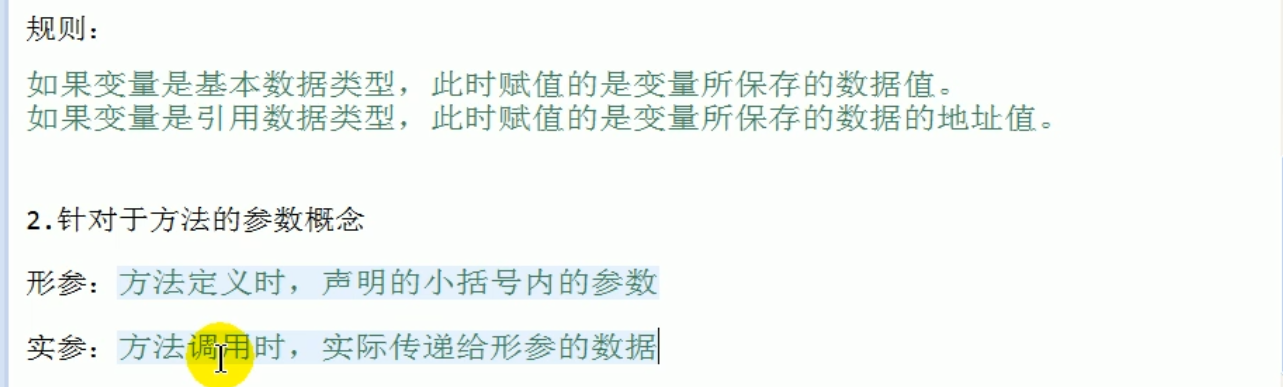 规则：
如果变量是基本数据类型，此时赋值的是变量所保存的数据值。
如果变量是引用数据类型，此时赋值的是变量所保存的数据的地址值。
2.针对于方法的参数概念
形参：方法定义时，声明的小括号内的参数
实参：方法调用时，实际传递给形参的数据